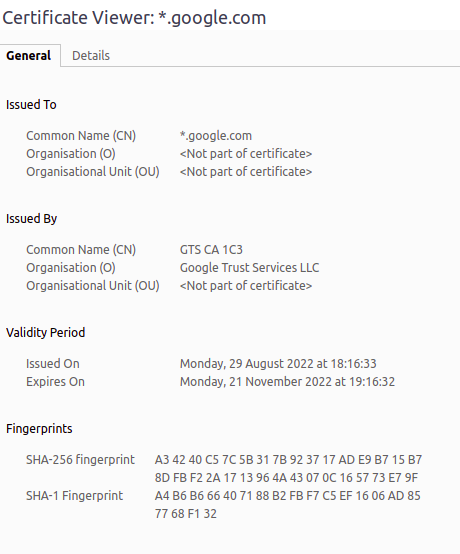 Certificate Viewer: *.google.com
General Details
Issued To
Common Name (CN) *.google.com
Organisation (O) <Not part of certificate>
Organisational Unit (OU) <Not part of certificate>
Issued By
Common Name (CN) GTS CA 1C3
Organisation (O) Google Trust Services LLC
Organisational Unit (OU) <Not part of certificate>
Validity Period
Issued On Monday, 29 August 2022 at 18:16:33
Expires On Monday, 21 November 2022 at 19:16:32
Fingerprints
SHA-256 fingerprint A3 42 40 C5 7C 5B 31 7B 92 37 17 AD E9 B7 15 B7
8D FB F2 2A 17 13 96 4A 43 07 0C 16 57 73 E7 9F
SHA-1 Fingerprint A4 B6 B6 66 40 71 88 B2 FB F7 C5 EF 16 06 AD 85
77 68 F1 32